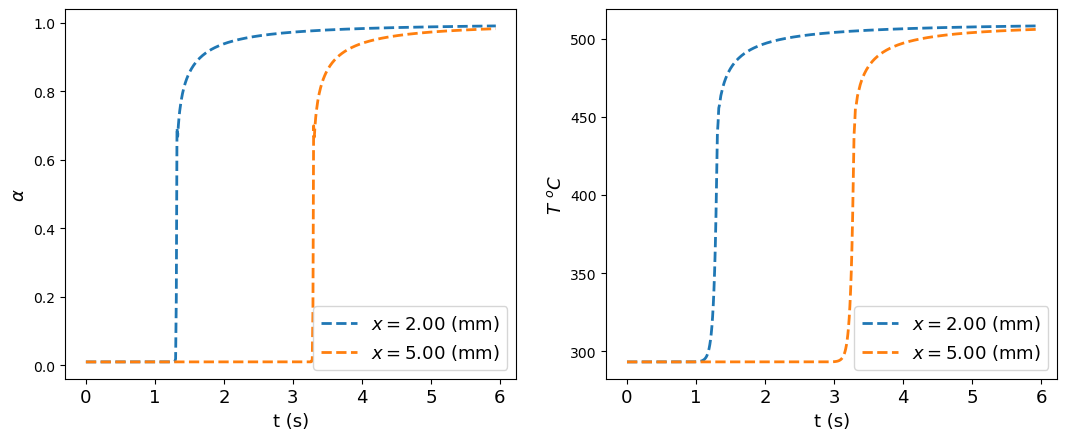 1.0
0.8
0.6
0.4
0.2
0.0
α
0 1 2 3 4 5 6
t (s)
x = 2.00 (mm)
x = 5.00 (mm)
500
450
400
350
300
T °C
0 1 2 3 4 5 6
t (s)
x = 2.00 (mm)
x = 5.00 (mm)